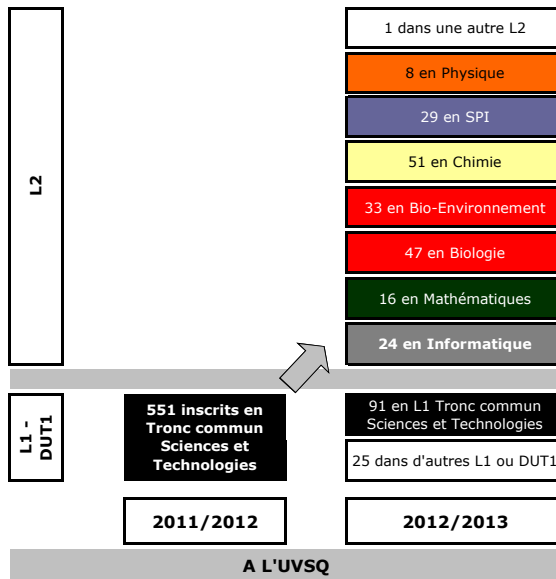 1 dans une autre L2
8 en Physique
29 en SPI
51 en Chimie
33 en Bio-Environnement
47 en Biologie
16 en Mathématiques
24 en Informatique
L2
L1 -
DUT1
551 inscrits en
Tronc commun
Sciences et
Technologies
91 en L1 Tronc commun
Sciences et Technologies
25 dans d'autres L1 ou DUT1
2011/2012
2012/2013
A L'UVSQ